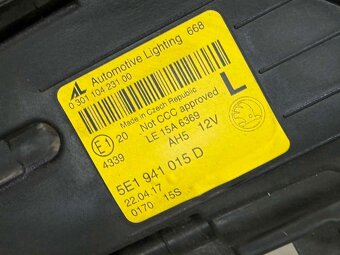 AL Automotive Lighting 668
0 301 104 231 00
Made in Czech Republic
Not CCC approved
LE 15A 6369
AH5 12V
L
E1 20
4339
5E1 941 015 D
22.04.17
0170 15S